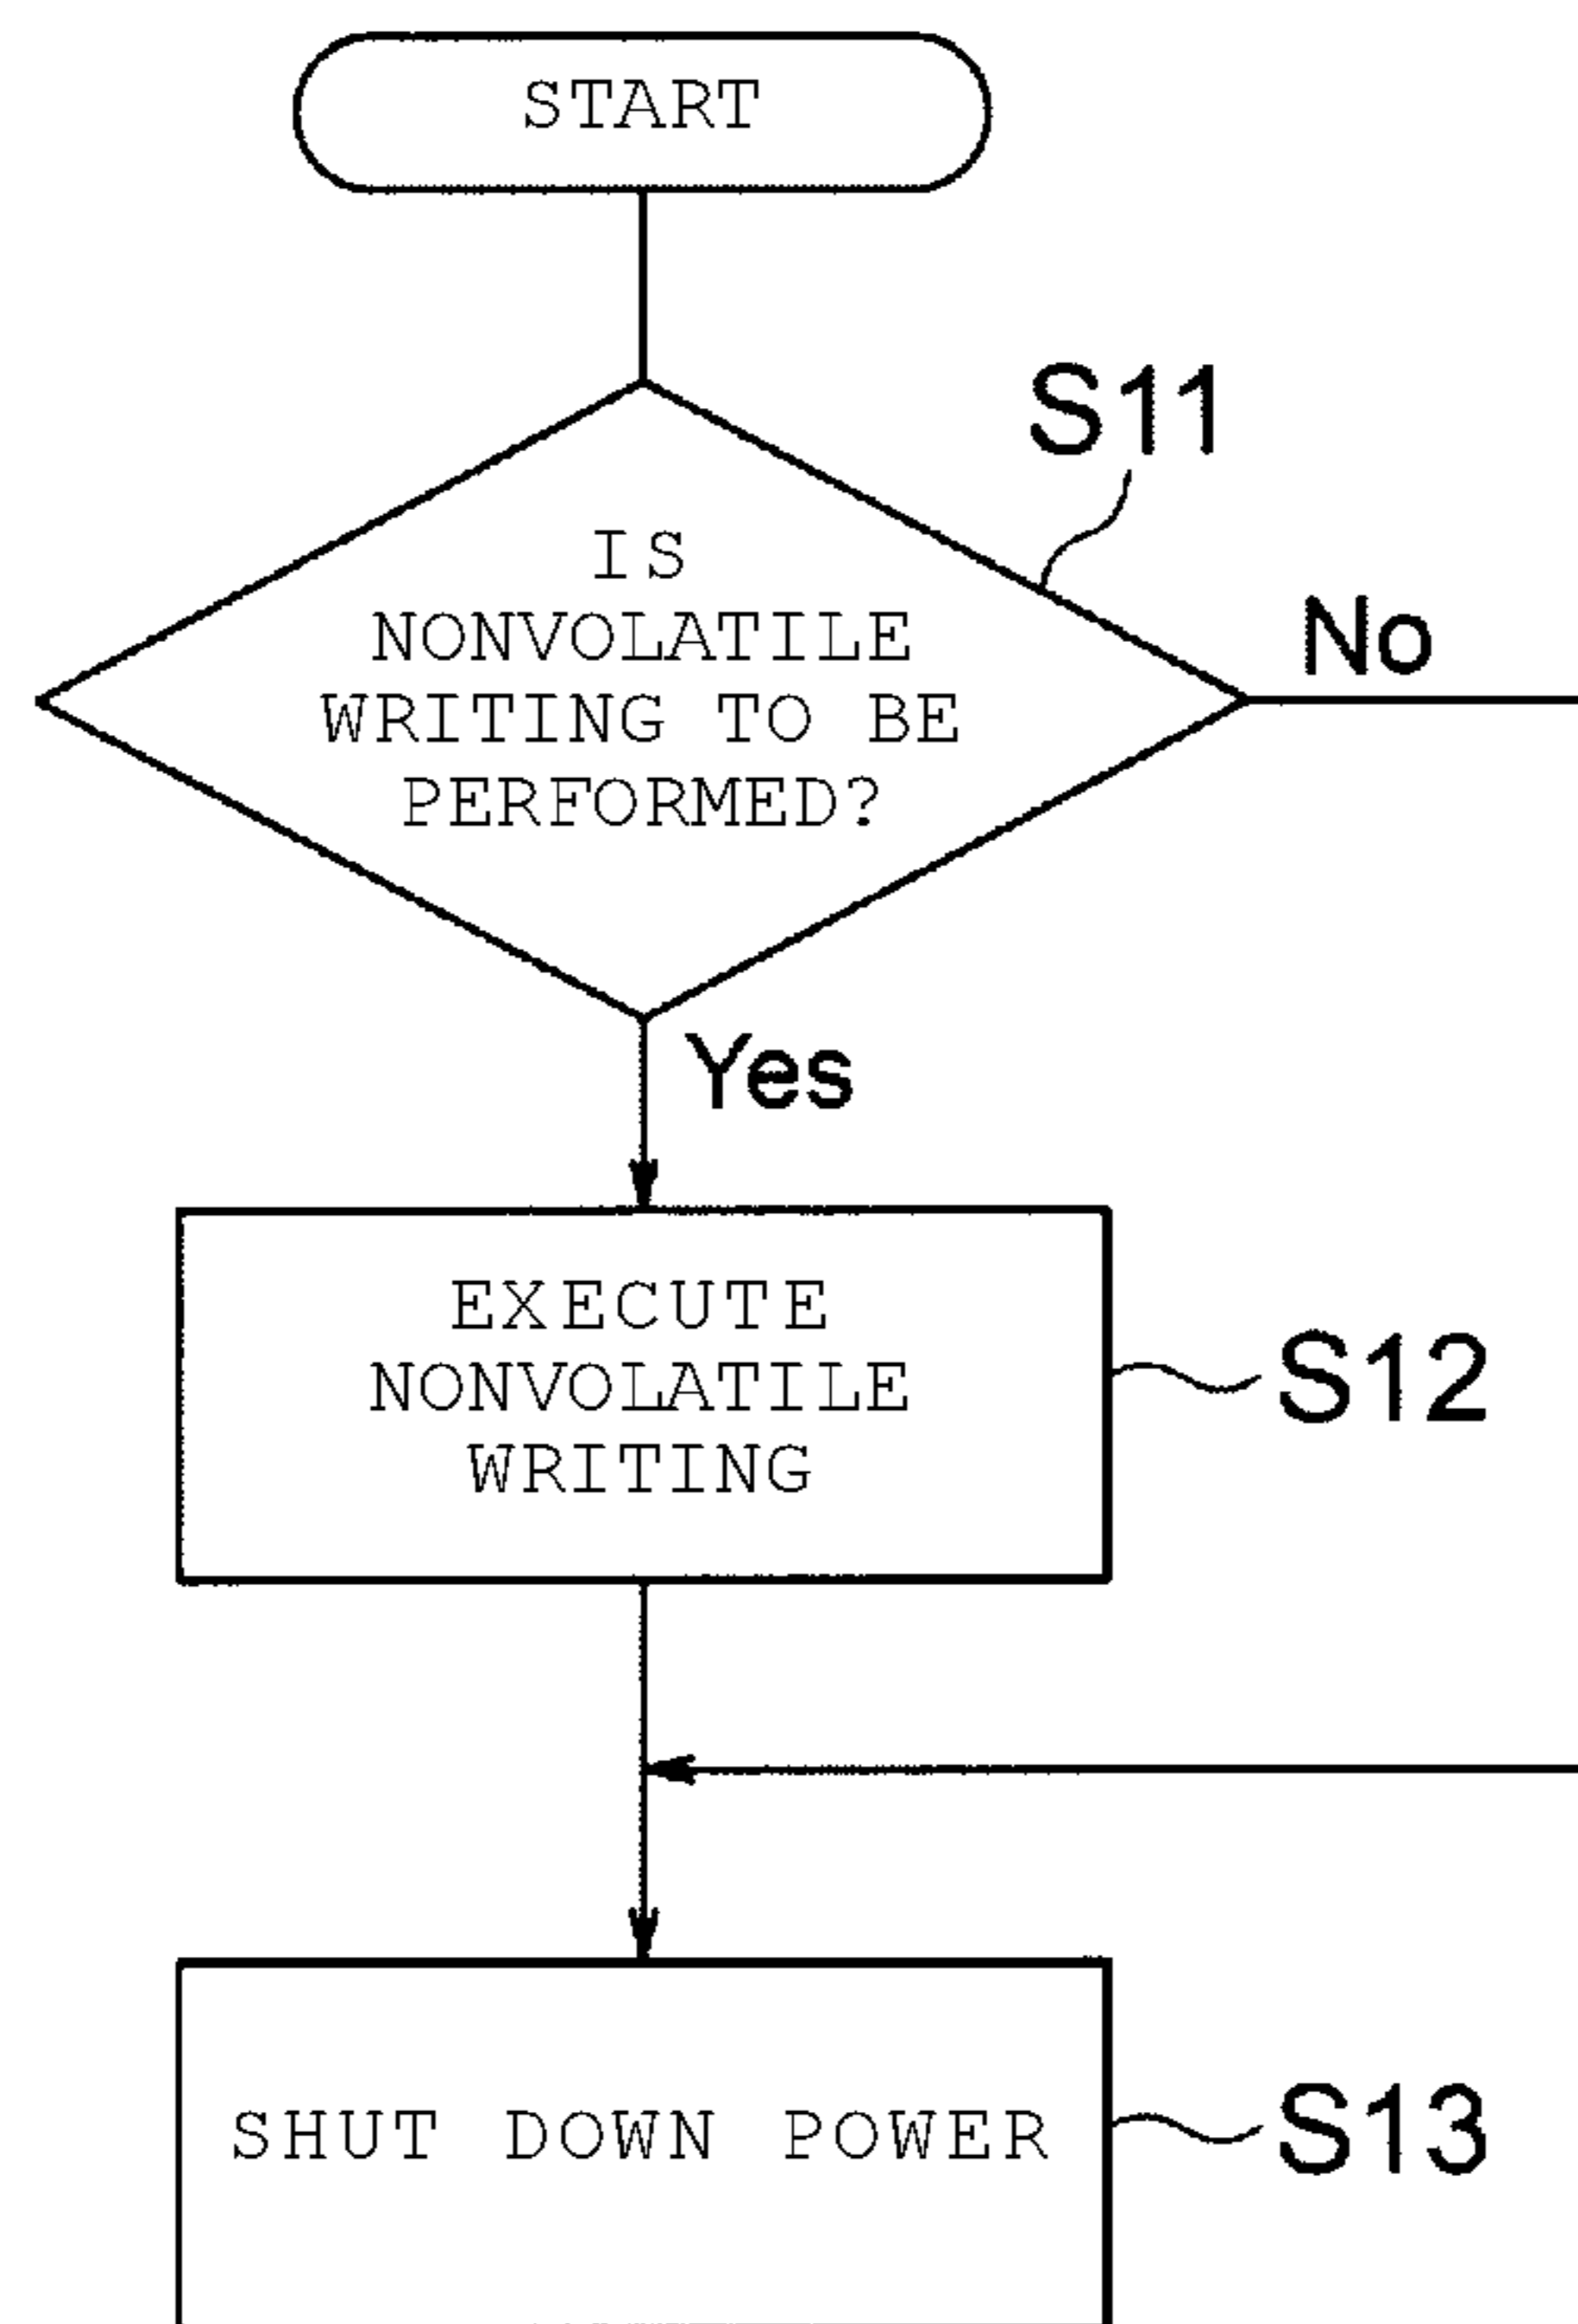 START
S11
IS
NONVOLATILE
WRITING TO BE
PERFORMED?
No
Yes
EXECUTE
NONVOLATILE
WRITING
S12
SHUT DOWN POWER
S13